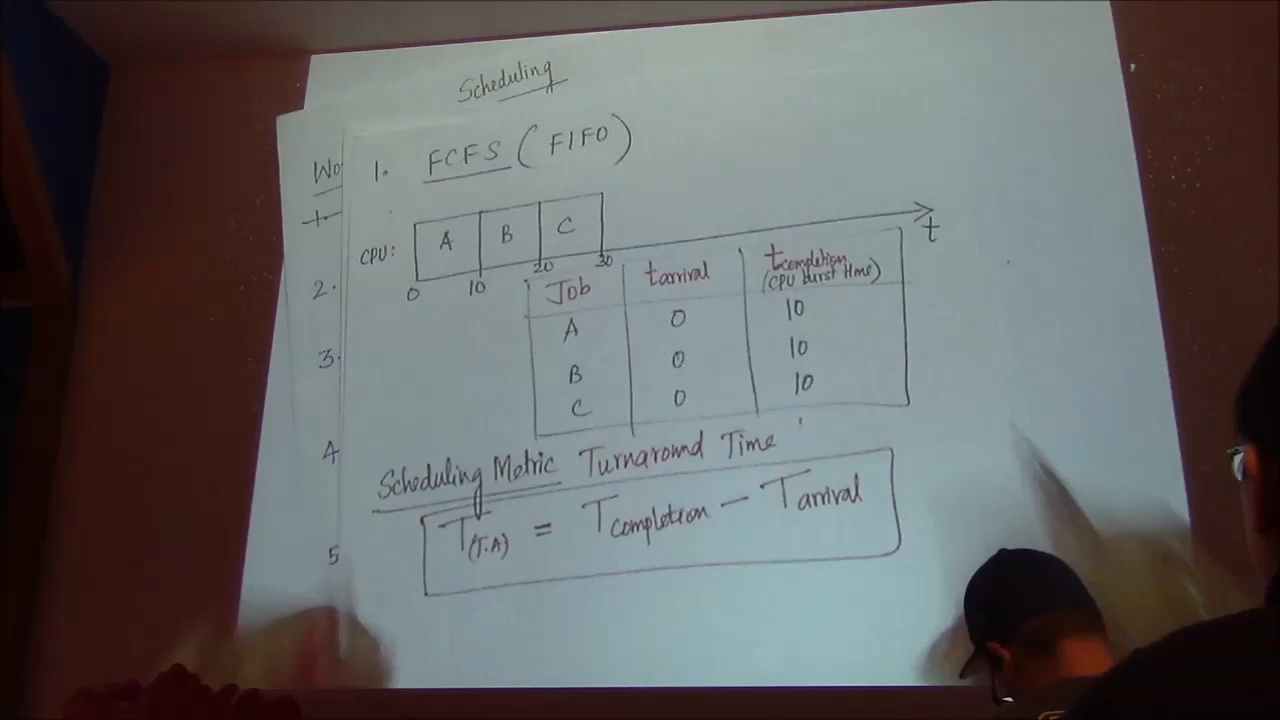 Scheduling
Wo
1. FCFS (FIFO)
CPU: A B C
t
0 10 20 30
2.
3.
4
5
Job tarrival tcompletion
(CPU burst time)
A 0 10
B 0 10
C 0 10
Scheduling Metric Turnaround Time
T(T.A) = Tcompletion - Tarrival